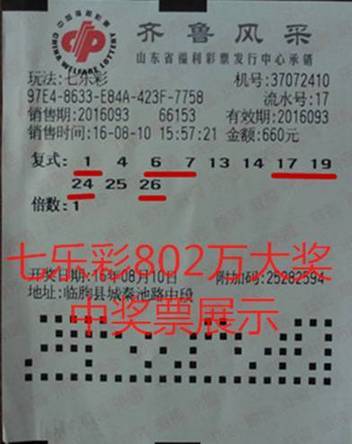 中国福利彩票
CHINA WELFARE LOTTERY
齐鲁风采
山东省福利彩票发行中心承销
玩法:七乐彩 机号:37072410
97E4-8633-E84A-423F-7758 流水号:17
销售期:2016093 66153 有效期:2016093
销售时间:16-08-10 15:57:21 金额:660元
复式: 1 4 6 7 13 14 17 19
24 25 26
倍数:1
七乐彩802万大奖
开奖日期:16年08月10日 附加码:25282594
地址:临朐县城秦池路中段
中奖票展示